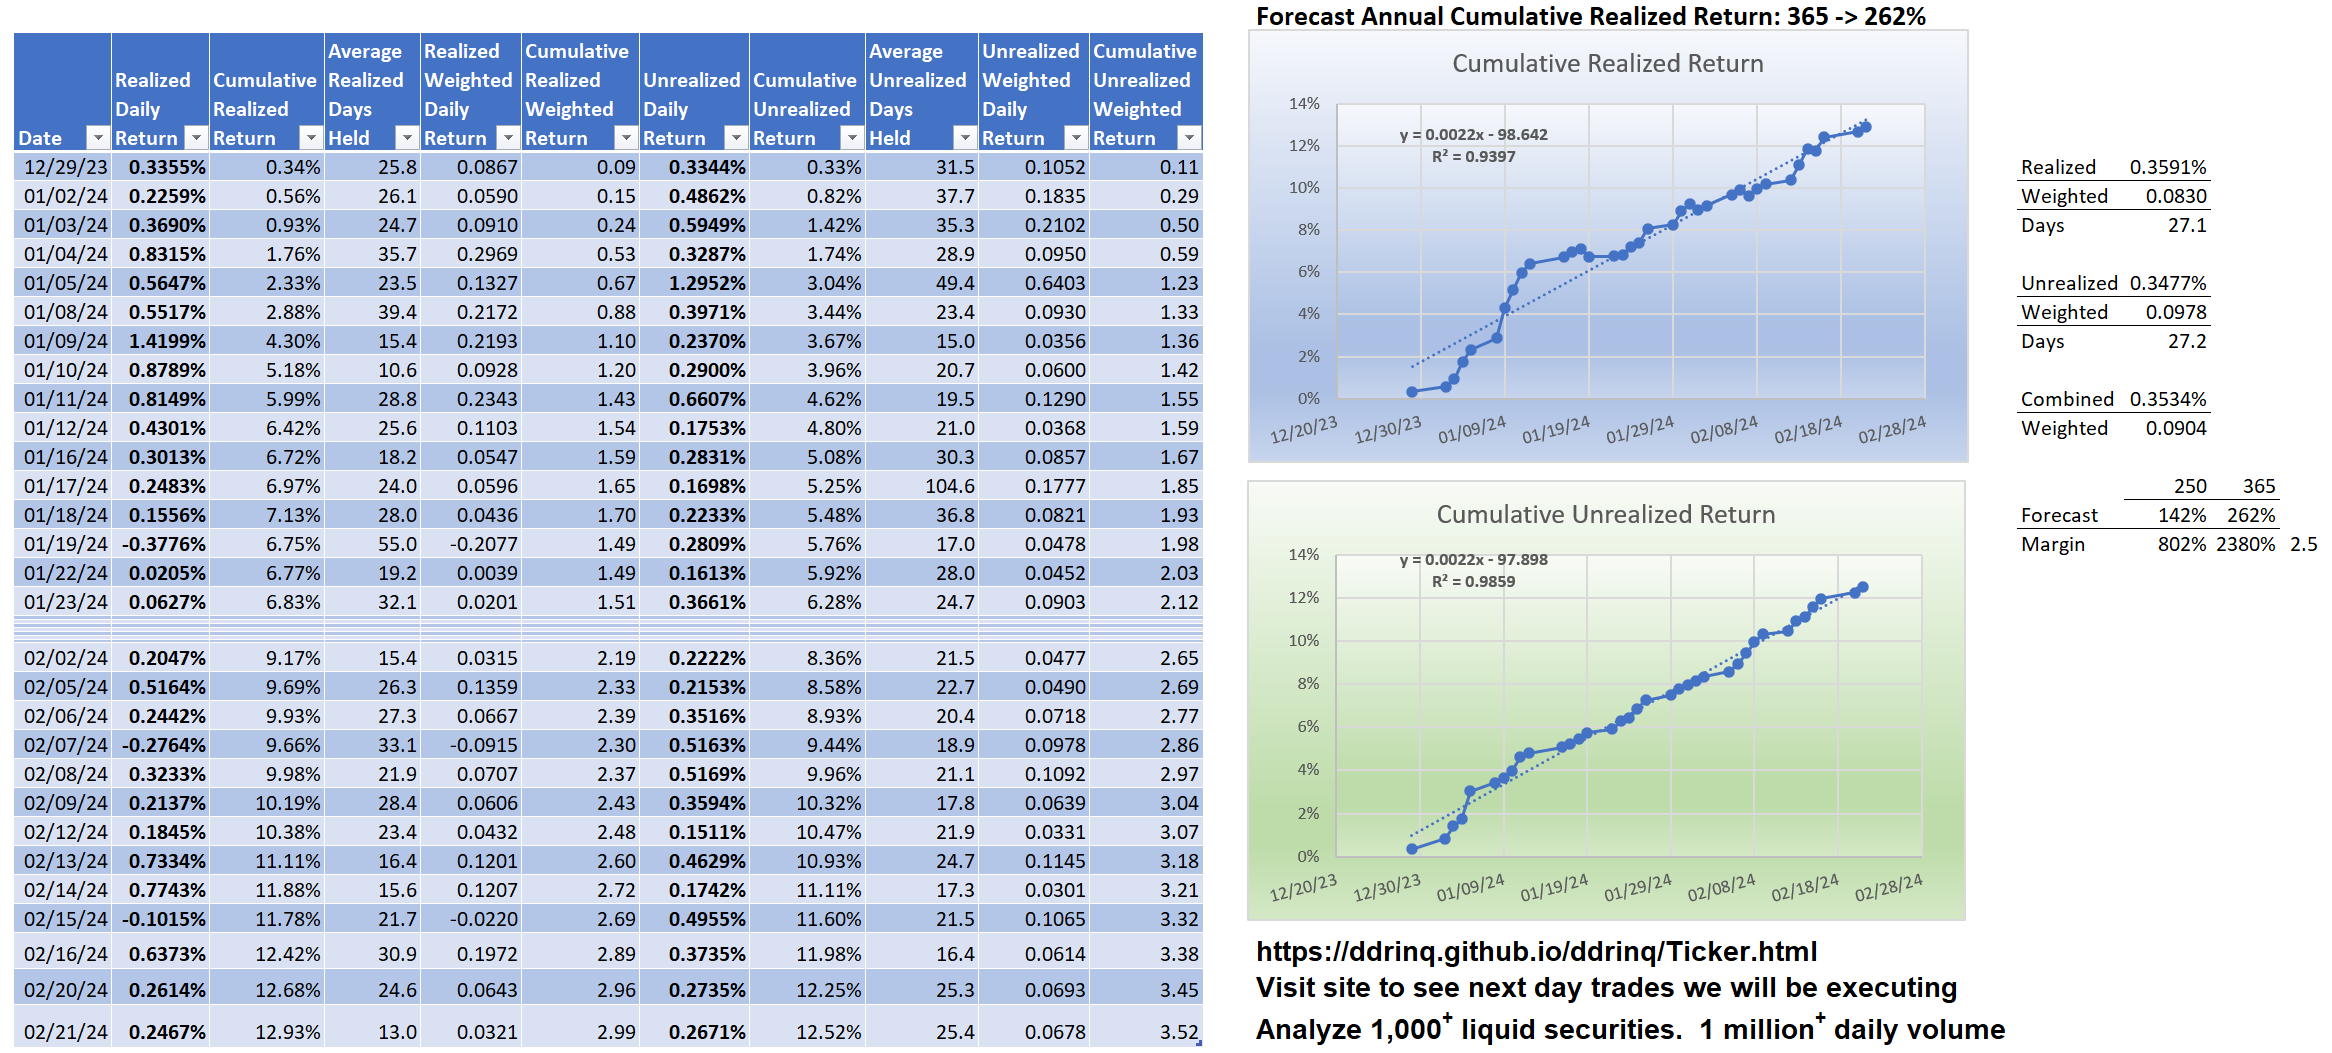 Forecast Annual Cumulative Realized Return: 365 -> 262%
Date Realized Daily Return Cumulative Realized Return Average Realized Days Held Realized Weighted Daily Return Cumulative Realized Weighted Return Unrealized Daily Return Cumulative Unrealized Return Average Unrealized Days Held Unrealized Weighted Daily Return Cumulative Unrealized Weighted Return
12/29/23 0.3355% 0.34% 25.8 0.0867 0.09 0.3344% 0.33% 31.5 0.1052 0.11
01/02/24 0.2259% 0.56% 26.1 0.0590 0.15 0.4862% 0.82% 37.7 0.1835 0.29
01/03/24 0.3690% 0.93% 24.7 0.0910 0.24 0.5949% 1.42% 35.3 0.2102 0.50
01/04/24 0.8315% 1.76% 35.7 0.2969 0.53 0.3287% 1.74% 28.9 0.0950 0.59
01/05/24 0.5647% 2.33% 23.5 0.1327 0.67 1.2952% 3.04% 49.4 0.6403 1.23
01/08/24 0.5517% 2.88% 39.4 0.2172 0.88 0.3971% 3.44% 23.4 0.0930 1.33
01/09/24 1.4199% 4.30% 15.4 0.2193 1.10 0.2370% 3.67% 15.0 0.0356 1.36
01/10/24 0.8789% 5.18% 10.6 0.0928 1.20 0.2900% 3.96% 20.7 0.0600 1.42
01/11/24 0.8149% 5.99% 28.8 0.2343 1.43 0.6607% 4.62% 19.5 0.1290 1.55
01/12/24 0.4301% 6.42% 25.6 0.1103 1.54 0.1753% 4.80% 21.0 0.0368 1.59
01/16/24 0.3013% 6.72% 18.2 0.0547 1.59 0.2831% 5.08% 30.3 0.0857 1.67
01/17/24 0.2483% 6.97% 24.0 0.0596 1.65 0.1698% 5.25% 104.6 0.1777 1.85
01/18/24 0.1556% 7.13% 28.0 0.0436 1.70 0.2233% 5.48% 36.8 0.0821 1.93
01/19/24 -0.3776% 6.75% 55.0 -0.2077 1.49 0.2809% 5.76% 17.0 0.0478 1.98
01/22/24 0.0205% 6.77% 19.2 0.0039 1.49 0.1613% 5.92% 28.0 0.0452 2.03
01/23/24 0.0627% 6.83% 32.1 0.0201 1.51 0.3661% 6.28% 24.7 0.0903 2.12
02/02/24 0.2047% 9.17% 15.4 0.0315 2.19 0.2222% 8.36% 21.5 0.0477 2.65
02/05/24 0.5164% 9.69% 26.3 0.1359 2.33 0.2153% 8.58% 22.7 0.0490 2.69
02/06/24 0.2442% 9.93% 27.3 0.0667 2.39 0.3516% 8.93% 20.4 0.0718 2.77
02/07/24 -0.2764% 9.66% 33.1 -0.0915 2.30 0.5163% 9.44% 18.9 0.0978 2.86
02/08/24 0.3233% 9.98% 21.9 0.0707 2.37 0.5169% 9.96% 21.1 0.1092 2.97
02/09/24 0.2137% 10.19% 28.4 0.0606 2.43 0.3594% 10.32% 17.8 0.0639 3.04
02/12/24 0.1845% 10.38% 23.4 0.0432 2.48 0.1511% 10.47% 21.9 0.0331 3.07
02/13/24 0.7334% 11.11% 16.4 0.1201 2.60 0.4629% 10.93% 24.7 0.1145 3.18
02/14/24 0.7743% 11.88% 15.6 0.1207 2.72 0.1742% 11.11% 17.3 0.0301 3.21
02/15/24 -0.1015% 11.78% 21.7 -0.0220 2.69 0.4955% 11.60% 21.5 0.1065 3.32
02/16/24 0.6373% 12.42% 30.9 0.1972 2.89 0.3735% 11.98% 16.4 0.0614 3.38
02/20/24 0.2614% 12.68% 24.6 0.0643 2.96 0.2735% 12.25% 25.3 0.0693 3.45
02/21/24 0.2467% 12.93% 13.0 0.0321 2.99 0.2671% 12.52% 25.4 0.0678 3.52
Cumulative Realized Return
y = 0.0022x - 98.642
R² = 0.9397
14%
12%
10%
8%
6%
4%
2%
0%
12/20/23 12/30/23 01/09/24 01/19/24 01/29/24 02/08/24 02/18/24 02/28/24
Cumulative Unrealized Return
y = 0.0022x - 97.898
R² = 0.9859
14%
12%
10%
8%
6%
4%
2%
0%
12/20/23 12/30/23 01/09/24 01/19/24 01/29/24 02/08/24 02/18/24 02/28/24
Realized 0.3591%
Weighted 0.0830
Days 27.1
Unrealized 0.3477%
Weighted 0.0978
Days 27.2
Combined 0.3534%
Weighted 0.0904
250 365
Forecast 142% 262%
Margin 802% 2380% 2.5
https://ddrinq.github.io/ddrinq/Ticker.html
Visit site to see next day trades we will be executing
Analyze 1,000⁺ liquid securities. 1 million⁺ daily volume